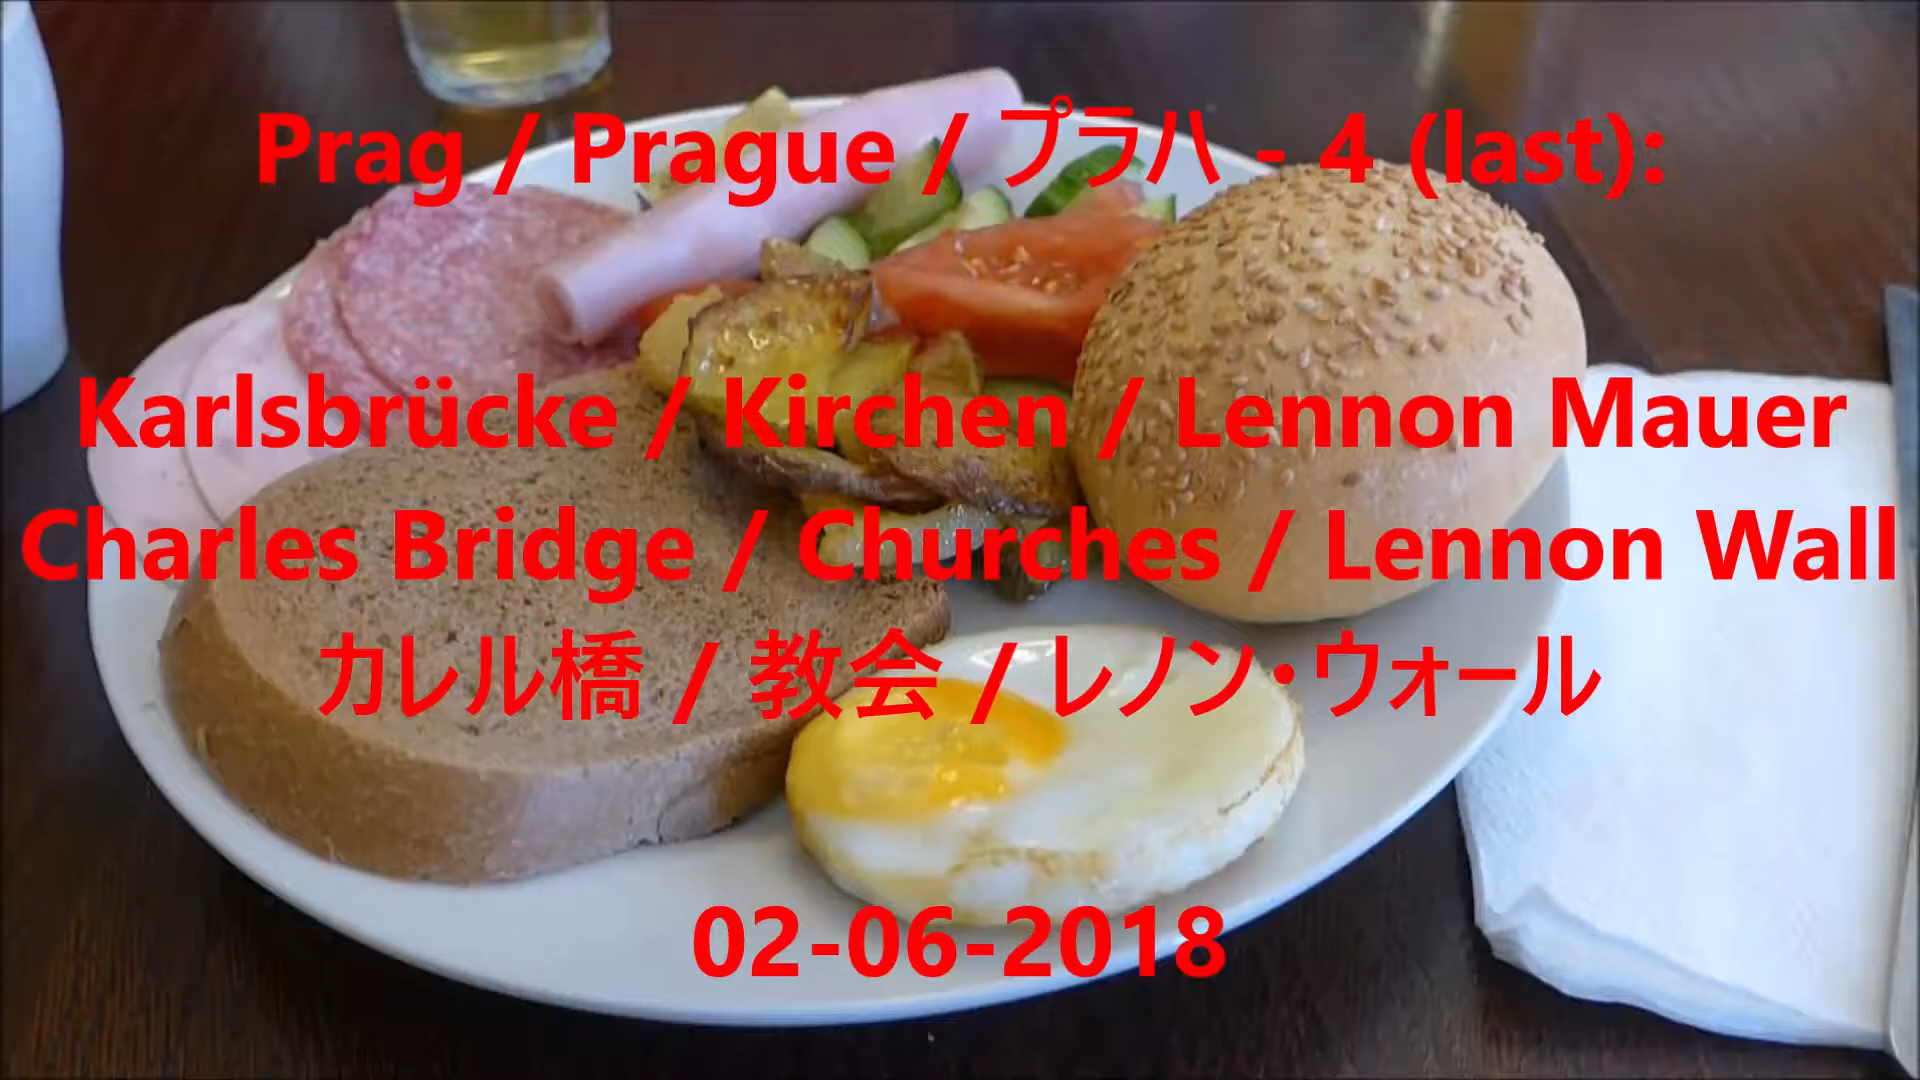 Prag / Prague / プラハ - 4 (last):
Karlsbrücke / Kirchen / Lennon Mauer
Charles Bridge / Churches / Lennon Wall
カレル橋 / 教会 / レノン・ウォール
02-06-2018